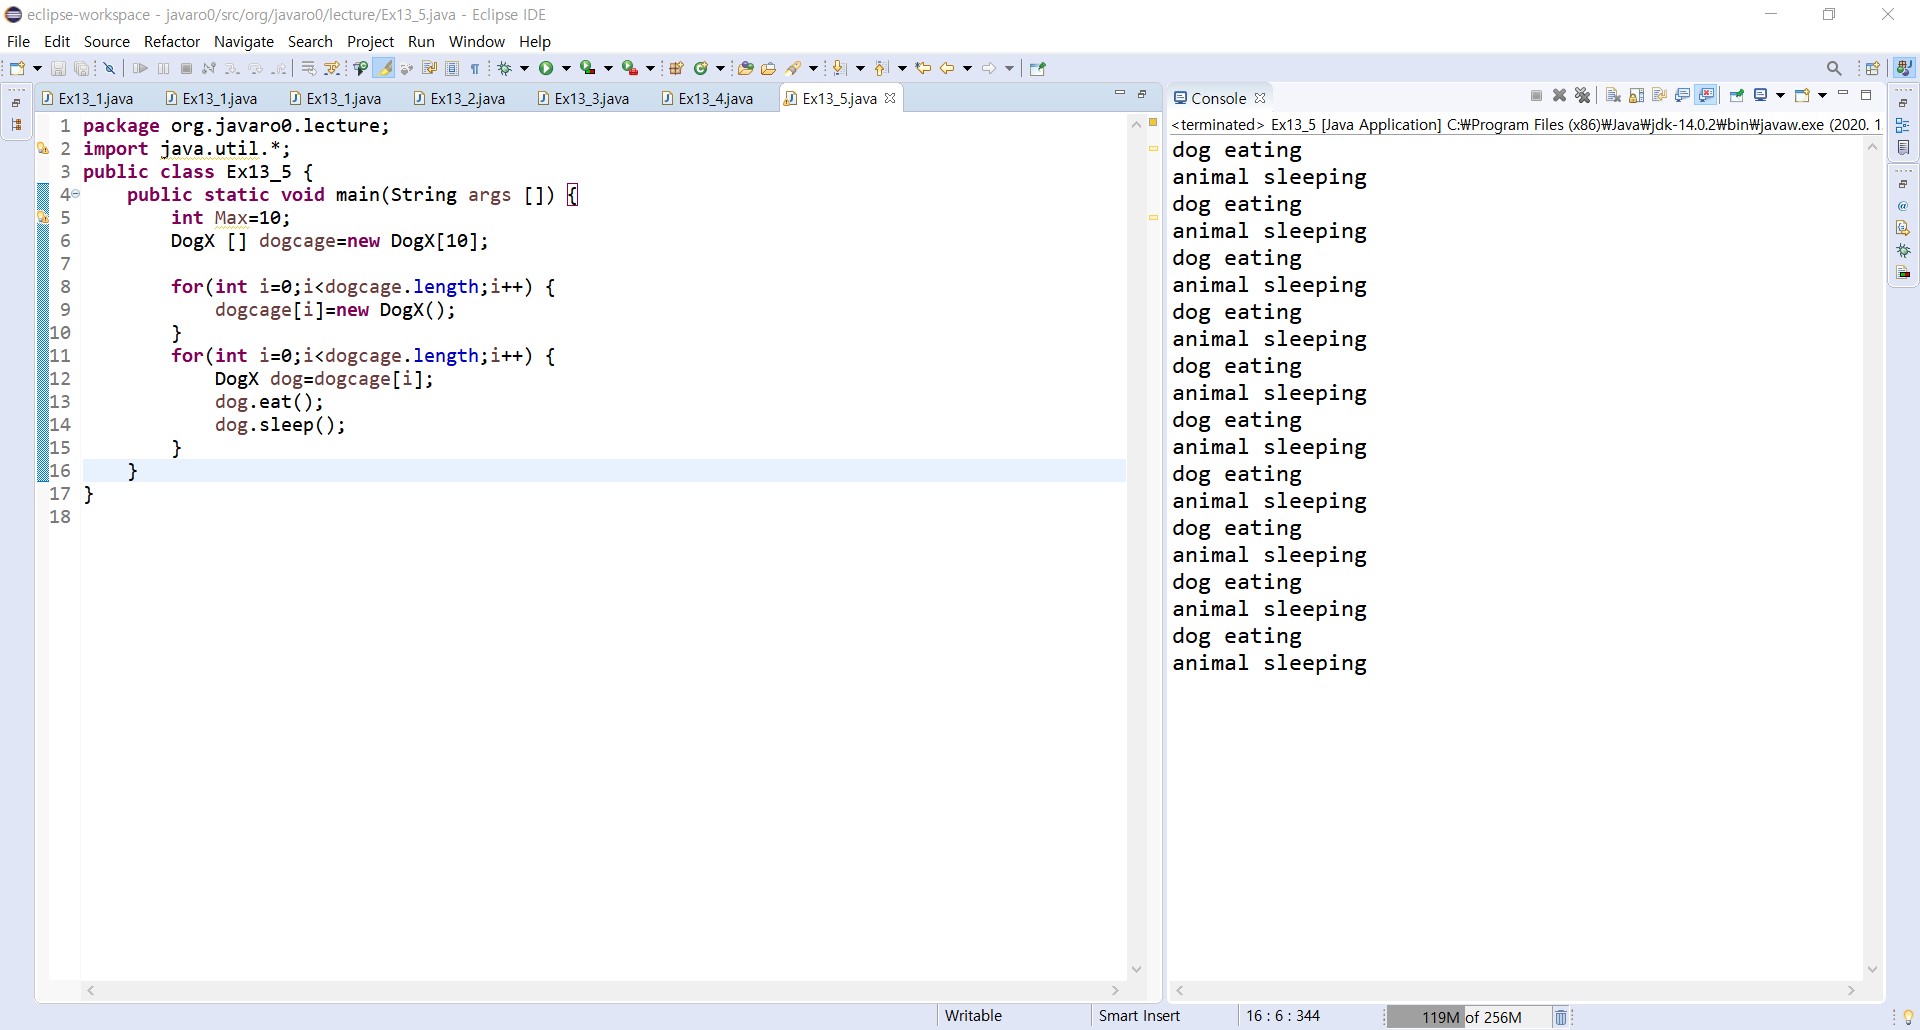 eclipse-workspace - javaro0/src/org/javaro0/lecture/Ex13_5.java - Eclipse IDE
File Edit Source Refactor Navigate Search Project Run Window Help
Ex13_1.java Ex13_1.java Ex13_1.java Ex13_2.java Ex13_3.java Ex13_4.java Ex13_5.java
1 package org.javaro0.lecture;
2 import java.util.*;
3 public class Ex13_5 {
4 public static void main(String args []) {
5 int Max=10;
6 DogX [] dogcage=new DogX[10];
7
8 for(int i=0;i<dogcage.length;i++) {
9 dogcage[i]=new DogX();
10 }
11 for(int i=0;i<dogcage.length;i++) {
12 DogX dog=dogcage[i];
13 dog.eat();
14 dog.sleep();
15 }
16 }
17 }
18
Console
<terminated> Ex13_5 [Java Application] C:₩Program Files (x86)₩Java₩jdk-14.0.2₩bin₩javaw.exe (2020. 1
dog eating
animal sleeping
dog eating
animal sleeping
dog eating
animal sleeping
dog eating
animal sleeping
dog eating
animal sleeping
dog eating
animal sleeping
dog eating
animal sleeping
dog eating
animal sleeping
dog eating
animal sleeping
dog eating
animal sleeping
Writable Smart Insert 16 : 6 : 344 119M of 256M